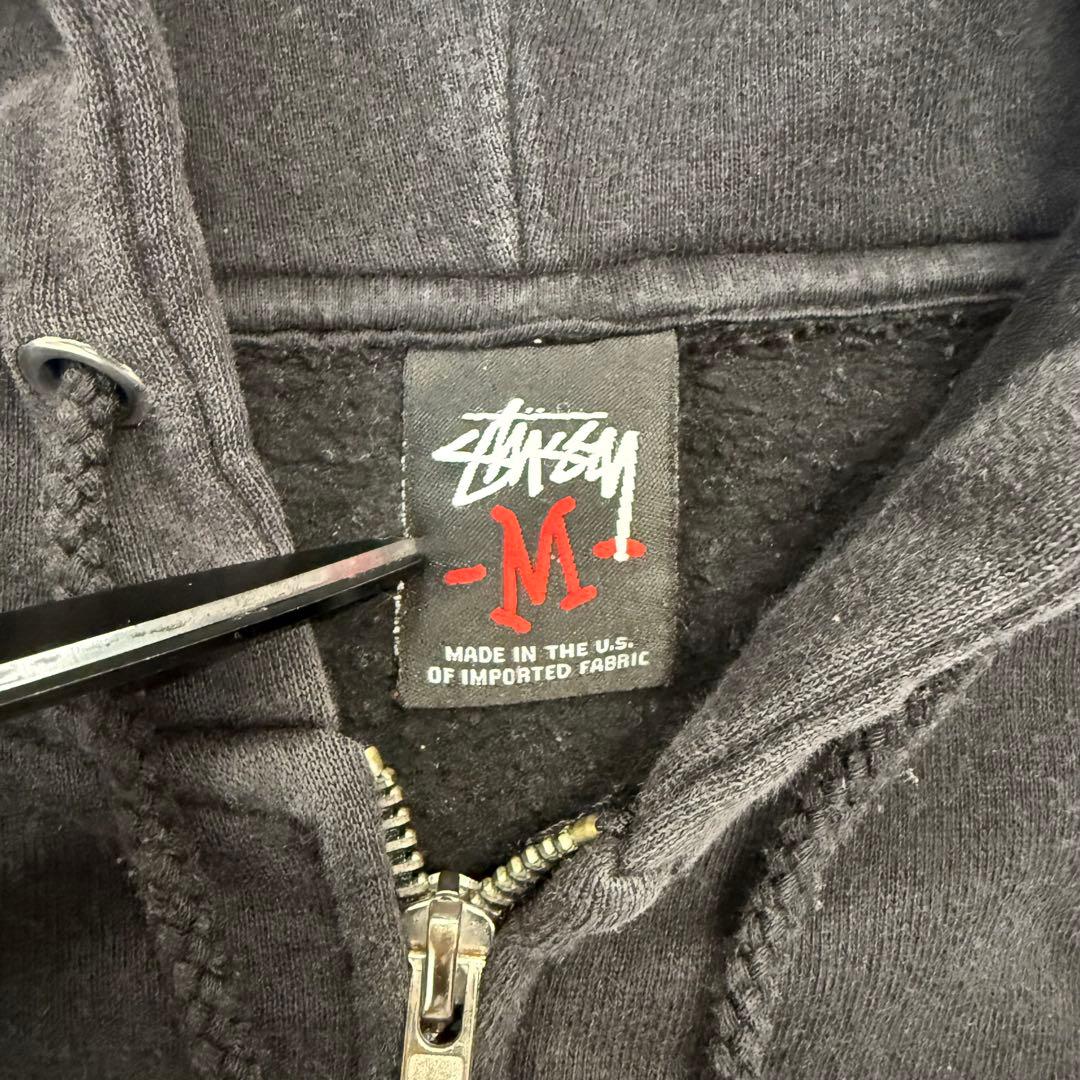 Stüssy
- M -
MADE IN THE U.S.
OF IMPORTED FABRIC